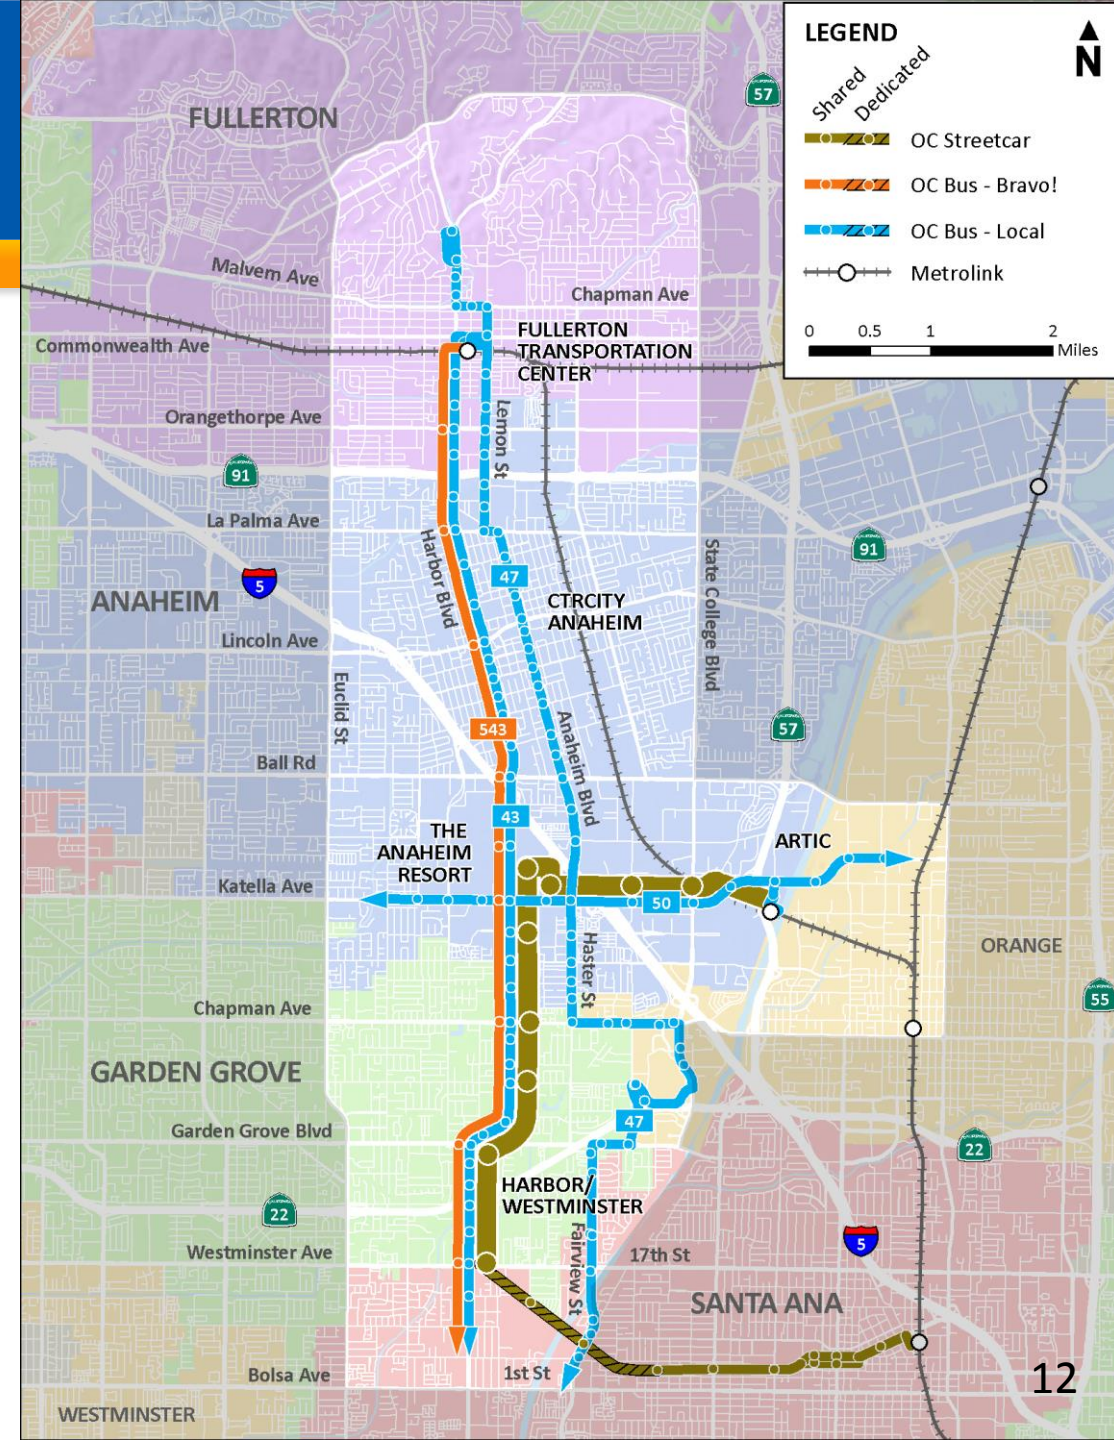 LEGEND
N
Shared
Dedicated
OC Streetcar
OC Bus - Bravo!
OC Bus - Local
Metrolink
0 0.5 1 2
Miles
57
FULLERTON
Malvern Ave
Chapman Ave
FULLERTON
TRANSPORTATION
CENTER
Commonwealth Ave
Orangethorpe Ave
Lemon St
91
La Palma Ave
Harbor Blvd
State College Blvd
91
5
47
ANAHEIM
CTRCITY
ANAHEIM
Lincoln Ave
Euclid St
543
Anaheim Blvd
57
Ball Rd
43
THE
ANAHEIM
RESORT
ARTIC
Katella Ave
50
Haster St
ORANGE
55
Chapman Ave
GARDEN GROVE
47
Garden Grove Blvd
22
HARBOR/
WESTMINSTER
22
Fairview St
5
Westminster Ave
17th St
SANTA ANA
Bolsa Ave
1st St
12
WESTMINSTER